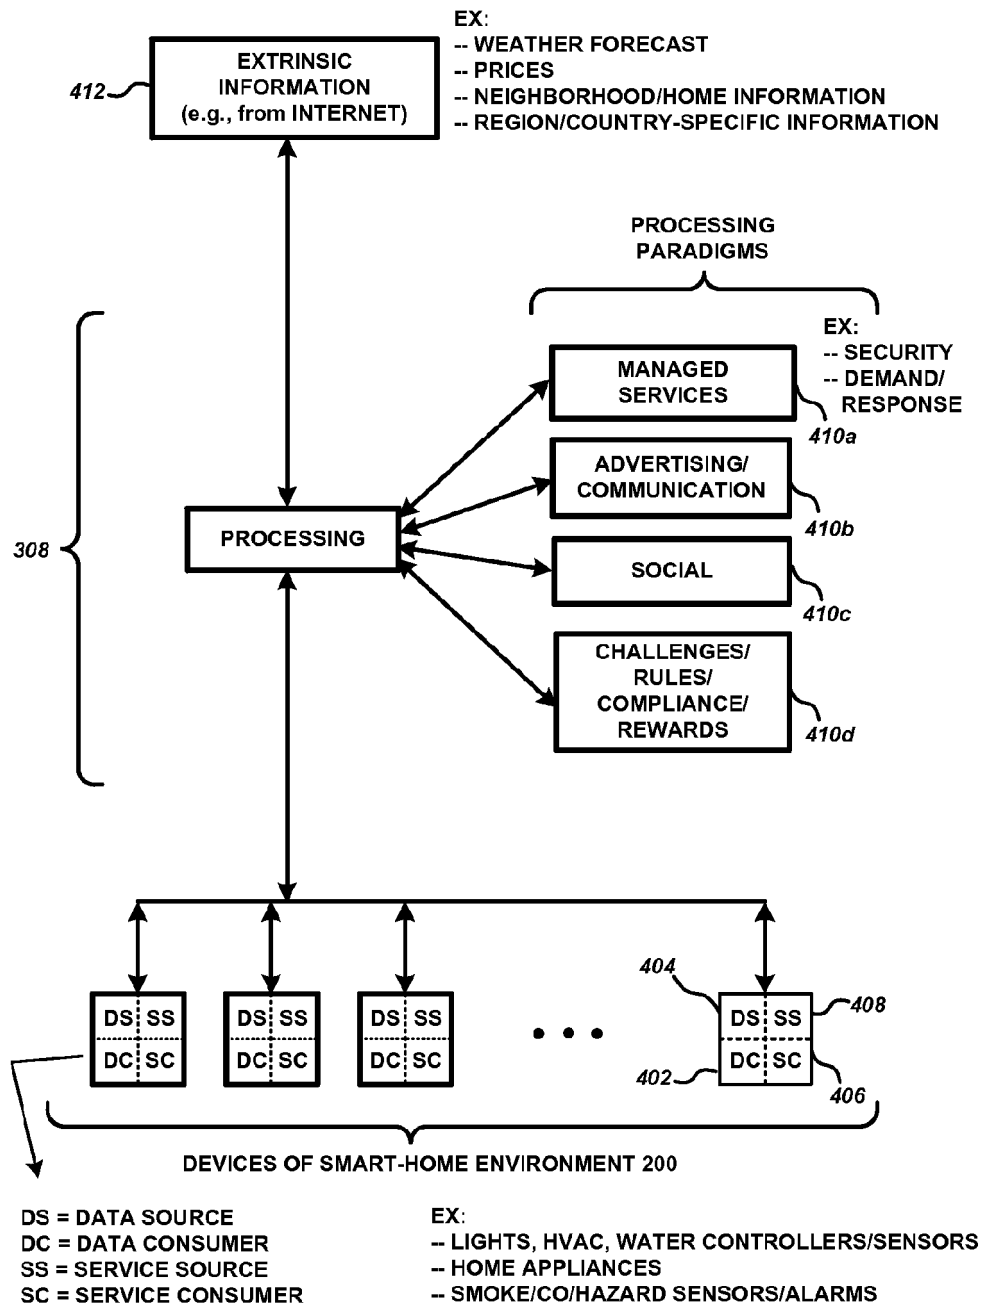 EX:
-- WEATHER FORECAST
-- PRICES
-- NEIGHBORHOOD/HOME INFORMATION
-- REGION/COUNTRY-SPECIFIC INFORMATION
EXTRINSIC
INFORMATION
(e.g., from INTERNET)
412
PROCESSING
PARADIGMS
EX:
-- SECURITY
-- DEMAND/
RESPONSE
MANAGED
SERVICES
410a
ADVERTISING/
COMMUNICATION
410b
PROCESSING
308
SOCIAL
410c
CHALLENGES/
RULES/
COMPLIANCE/
REWARDS
410d
DS SS
DC SC
DS SS
DC SC
DS SS
DC SC
404
408
DS SS
DC SC
402
406
DEVICES OF SMART-HOME ENVIRONMENT 200
DS = DATA SOURCE
DC = DATA CONSUMER
SS = SERVICE SOURCE
SC = SERVICE CONSUMER
EX:
-- LIGHTS, HVAC, WATER CONTROLLERS/SENSORS
-- HOME APPLIANCES
-- SMOKE/CO/HAZARD SENSORS/ALARMS